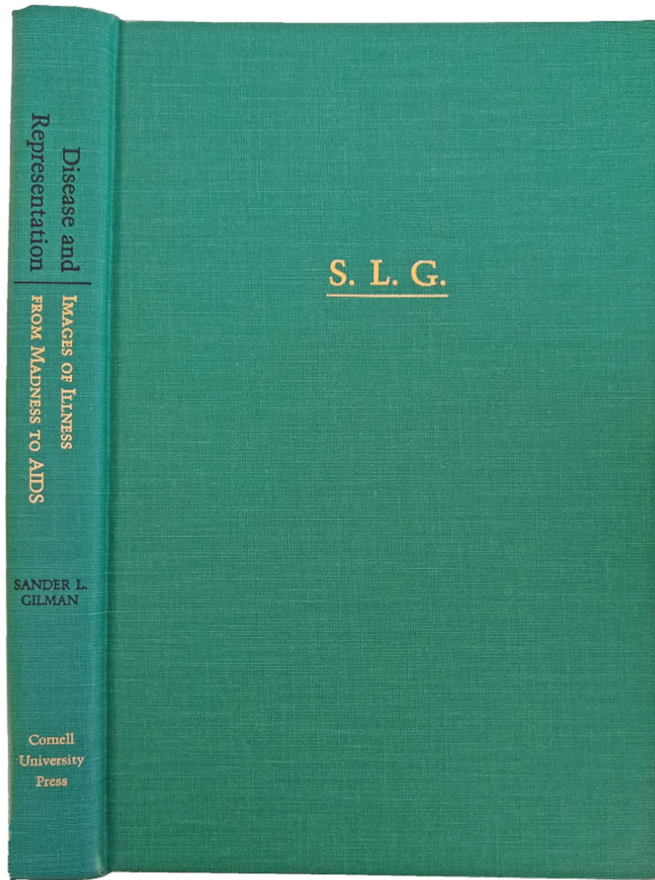 Disease and
Representation
IMAGES OF ILLNESS
FROM MADNESS TO AIDS
SANDER L.
GILMAN
Cornell
University
Press
S. L. G.